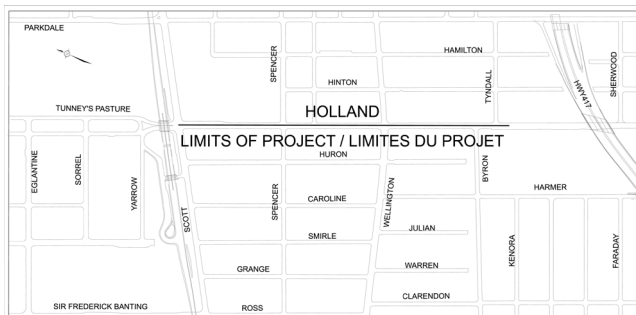 PARKDALE
HAMILTON
SPENCER
SHERWOOD
HINTON
TYNDALL
HWY417
TUNNEY'S PASTURE
HOLLAND
LIMITS OF PROJECT / LIMITES DU PROJET
HURON
EGLANTINE
SORREL
YARROW
SCOTT
SPENCER
CAROLINE
WELLINGTON
BYRON
HARMER
SMIRLE
JULIAN
KENORA
FARADAY
GRANGE
WARREN
CLARENDON
SIR FREDERICK BANTING
ROSS